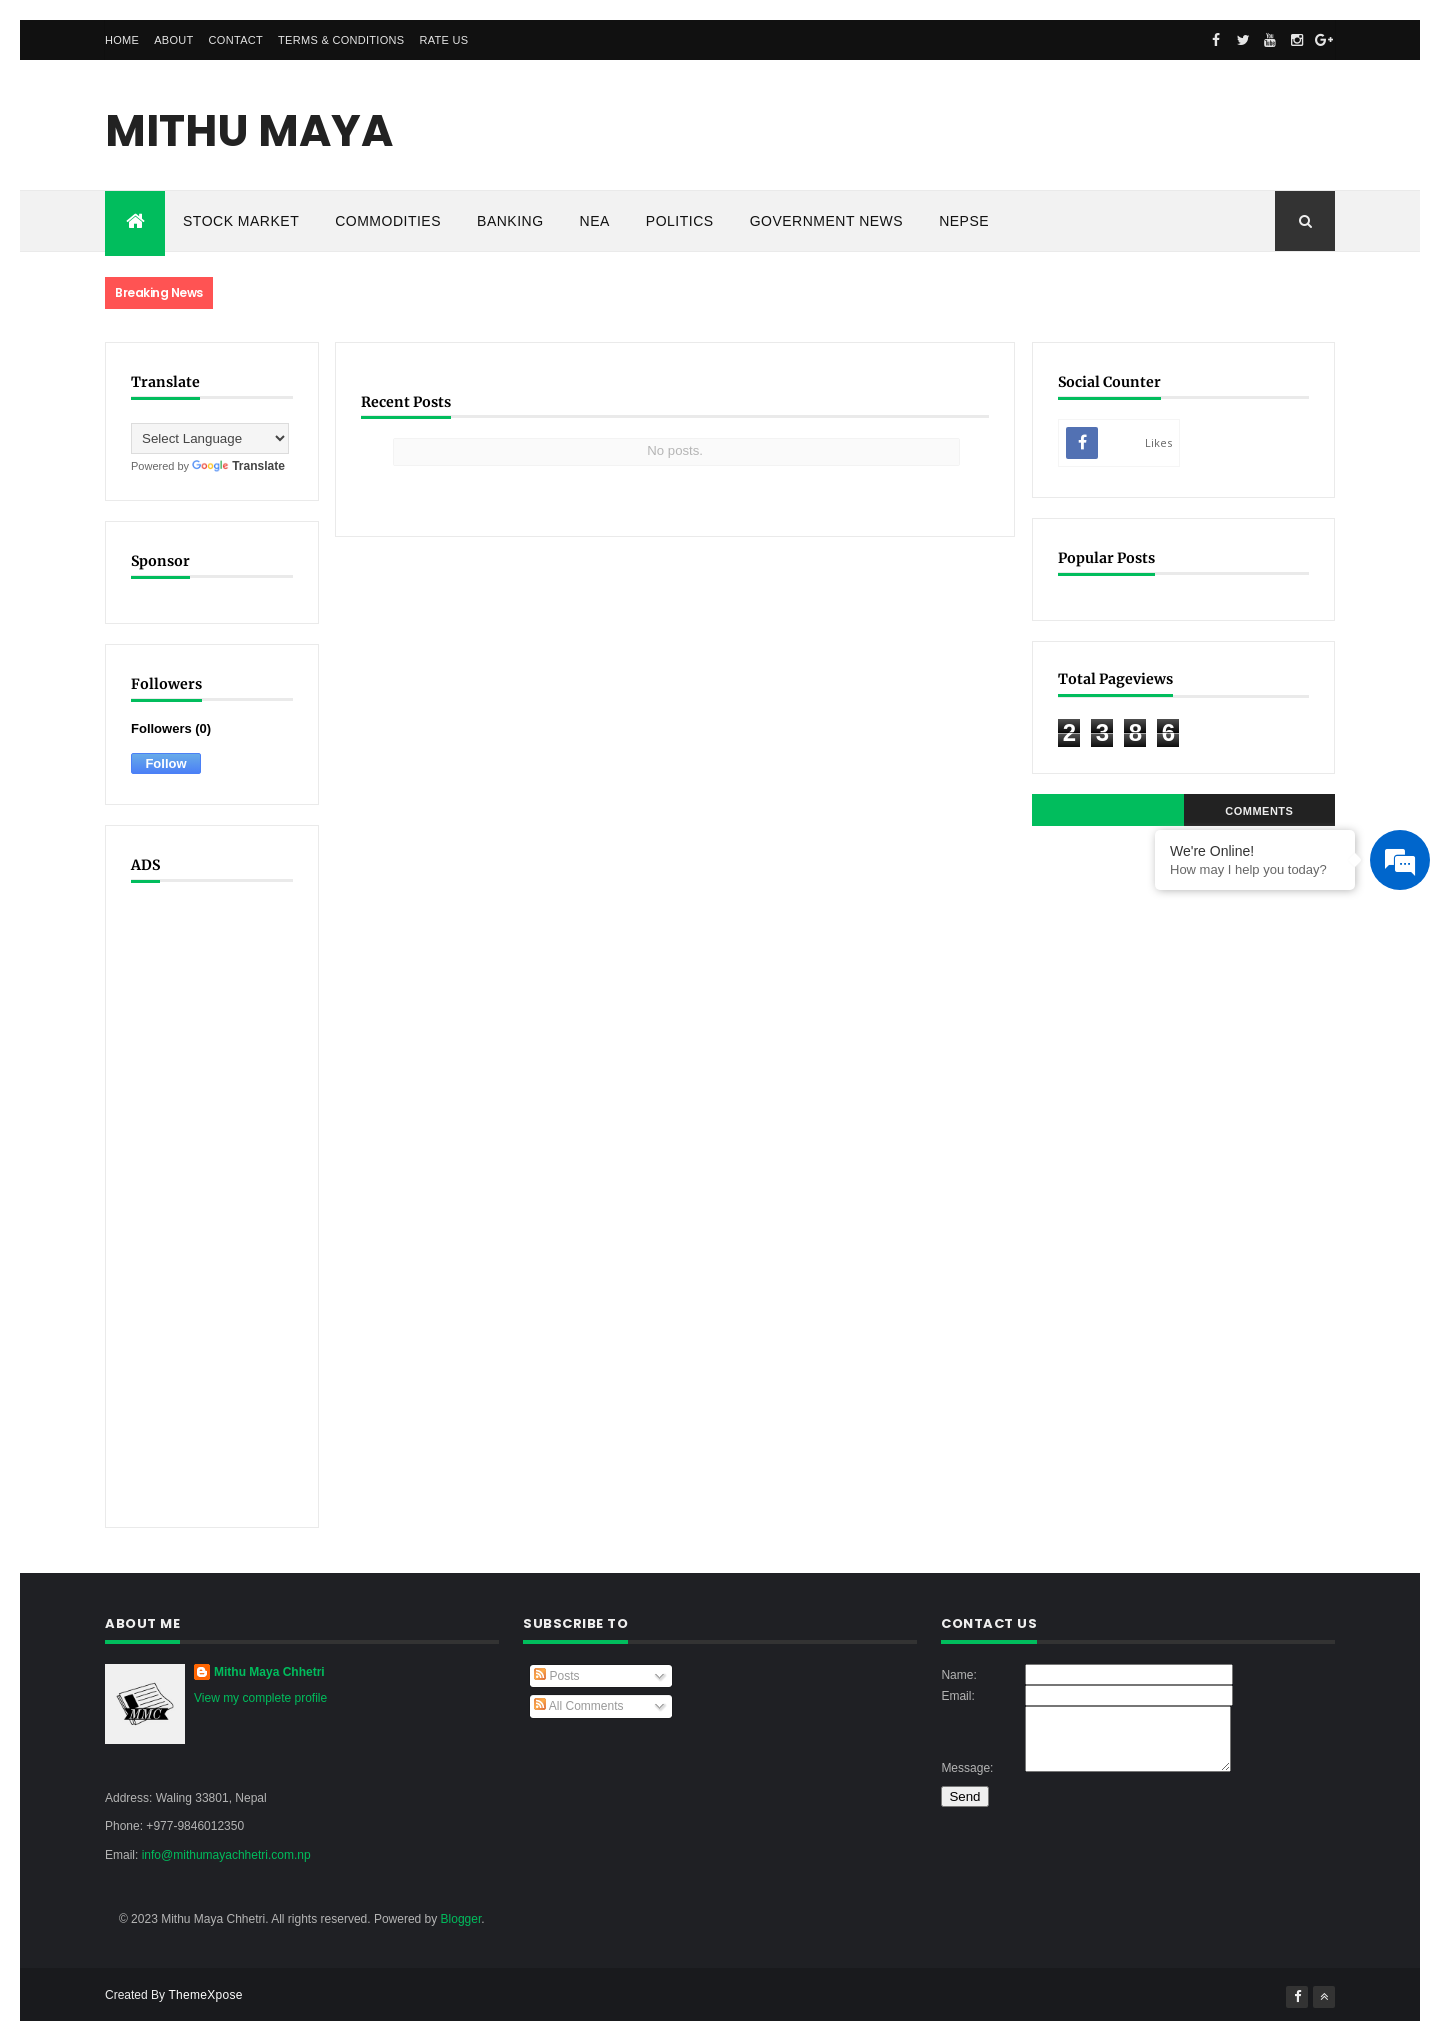 HOME ABOUT CONTACT TERMS & CONDITIONS RATE US
MITHU MAYA
STOCK MARKET COMMODITIES BANKING NEA POLITICS GOVERNMENT NEWS NEPSE
Breaking News
Translate
Select Language
Powered by Google Translate
Sponsor
Followers
Followers (0)
Follow
ADS
Recent Posts
No posts.
Social Counter
Likes
Popular Posts
Total Pageviews
2 3 8 6
COMMENTS
We're Online!
How may I help you today?
ABOUT ME
MMC
Mithu Maya Chhetri
View my complete profile
Address: Waling 33801, Nepal
Phone: +977-9846012350
Email: info@mithumayachhetri.com.np
© 2023 Mithu Maya Chhetri. All rights reserved. Powered by Blogger.
SUBSCRIBE TO
Posts
All Comments
CONTACT US
Name:
Email:
Message:
Send
Created By ThemeXpose